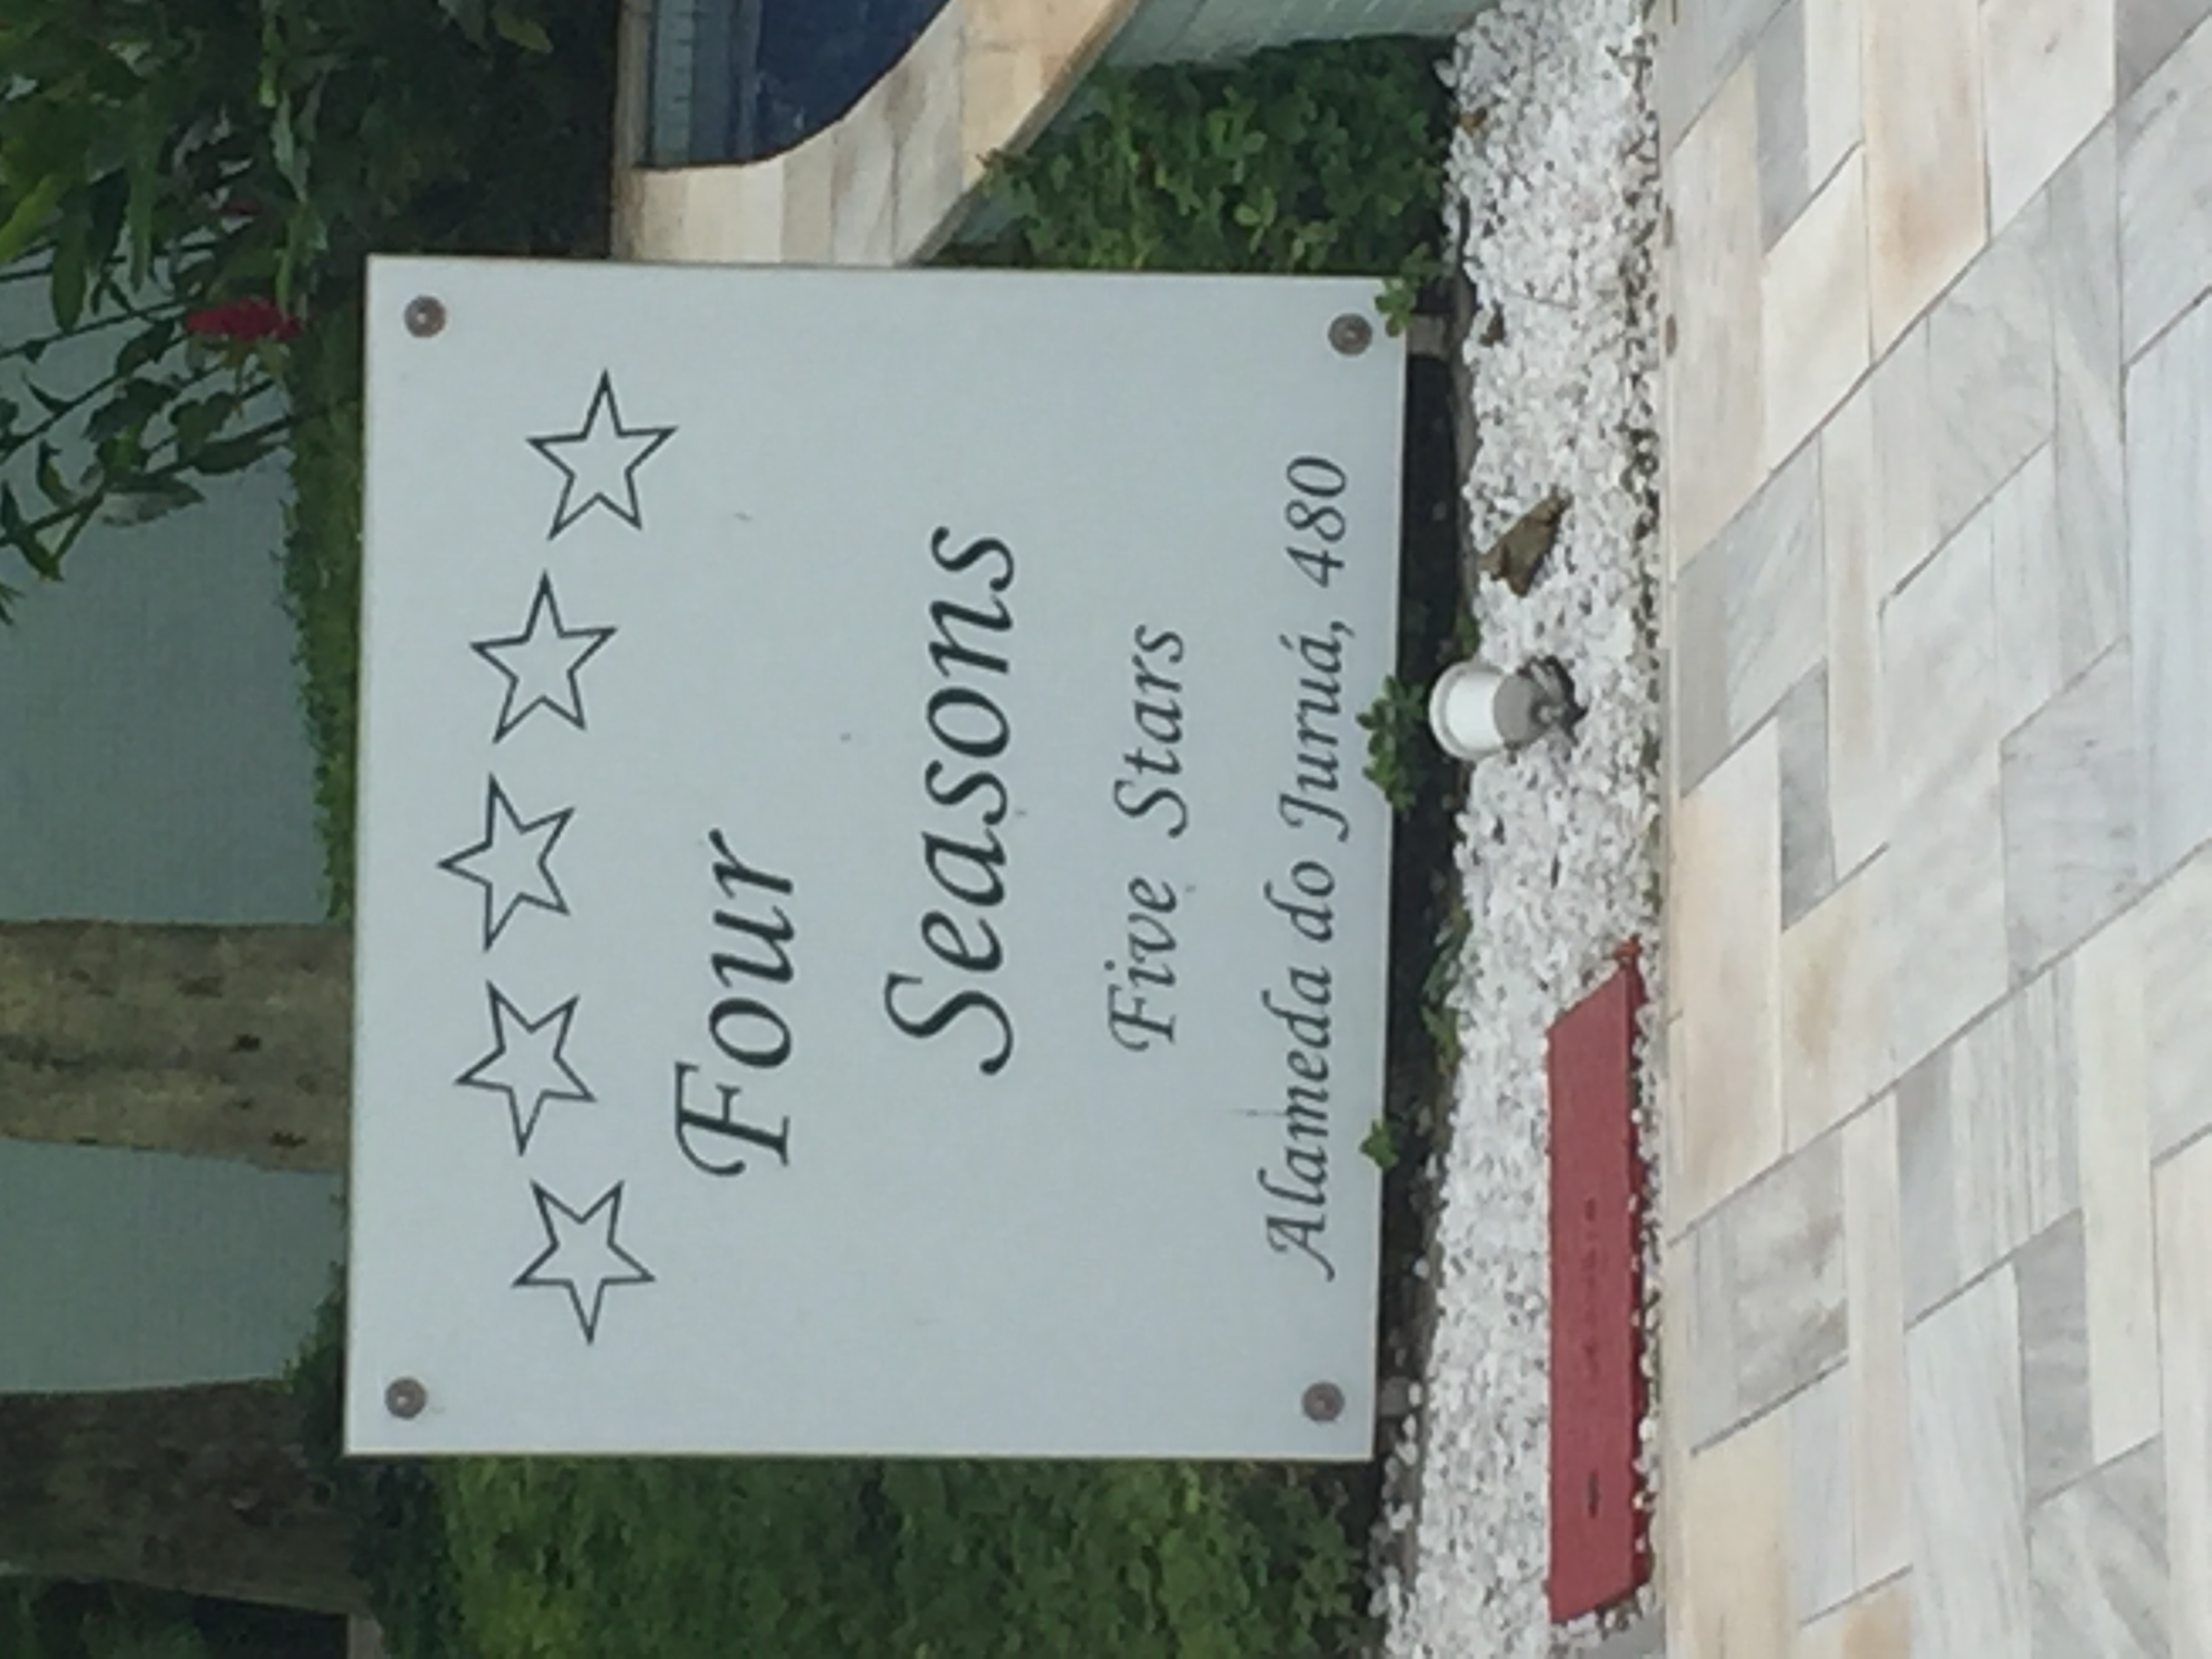 Four
Seasons
Five Stars
Alameda do Juruá, 480